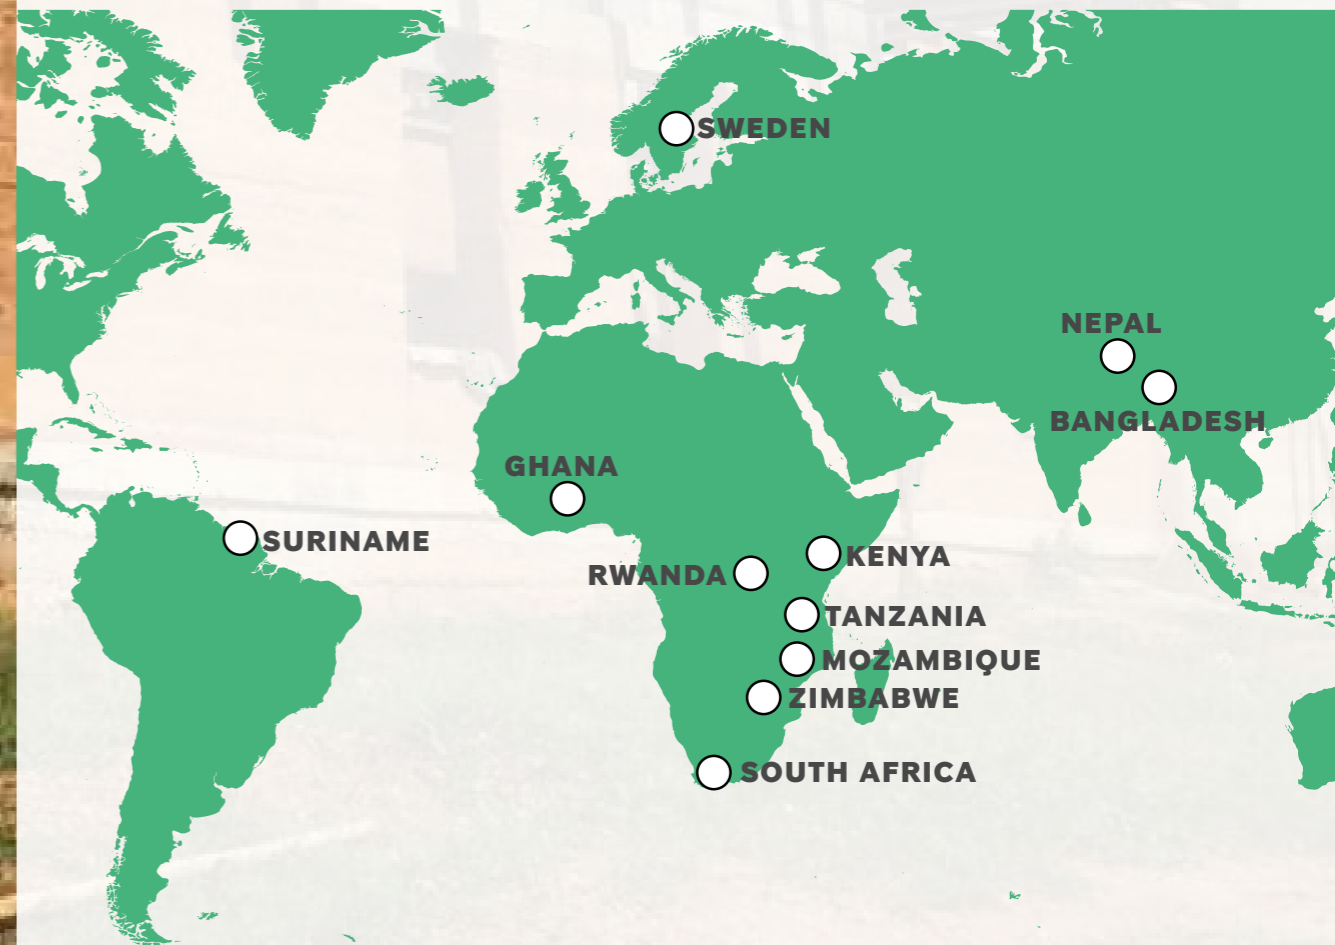 SWEDEN
NEPAL
BANGLADESH
GHANA
SURINAME
KENYA
RWANDA
TANZANIA
MOZAMBIQUE
ZIMBABWE
SOUTH AFRICA